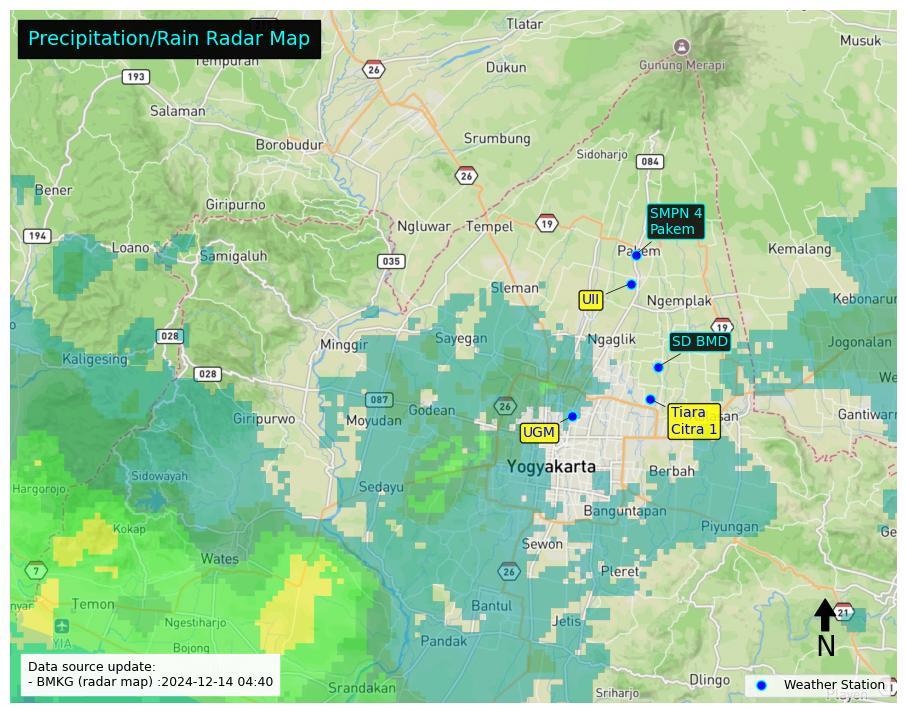 Precipitation/Rain Radar Map
Tlatar
Musuk
26
Gunung Merapi
Tempuran
193
Dukun
Salaman
Srumbung
Borobudur
Sidoharjo
084
26
Bener
Giripurno
SMPN 4
Pakem
19
194
Ngluwar
Tempel
Loano
Samigaluh
Pakem
Kemalang
035
Sleman
UII
Ngemplak
Kebonarum
19
028
Minggir
Sayegan
Ngaglik
SD BMD
Jogonalan
Kaligesing
028
087
Godean
26
Giripurwo
Moyudan
Tiara
Citra 1
UGM
Yogyakarta
Berbah
Sidowayah
Hargorojo
Sedayu
Banguntapan
Piyungan
Kokap
Sewon
Wates
7
26
Pleret
Temon
Bantul
21
Ngestiharjo
Jetis
YIA
Pandak
N
Bojong
Data source update:
- BMKG (radar map) :2024-12-14 04:40
Srandakan
Sriharjo
Dlingo
Weather Station